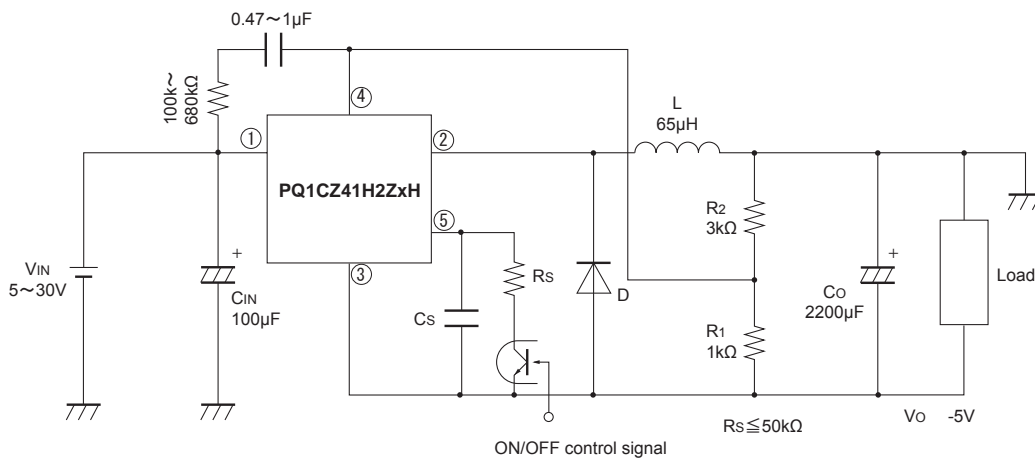 0.47～1μF
100k～
680kΩ
④
L
65μH
①
②
PQ1CZ41H2ZxH
R2
3kΩ
⑤
③
VIN
5～30V
+
CIN
100μF
CS
RS
D
+
CO
2200μF
Load
R1
1kΩ
RS≦50kΩ
VO -5V
ON/OFF control signal